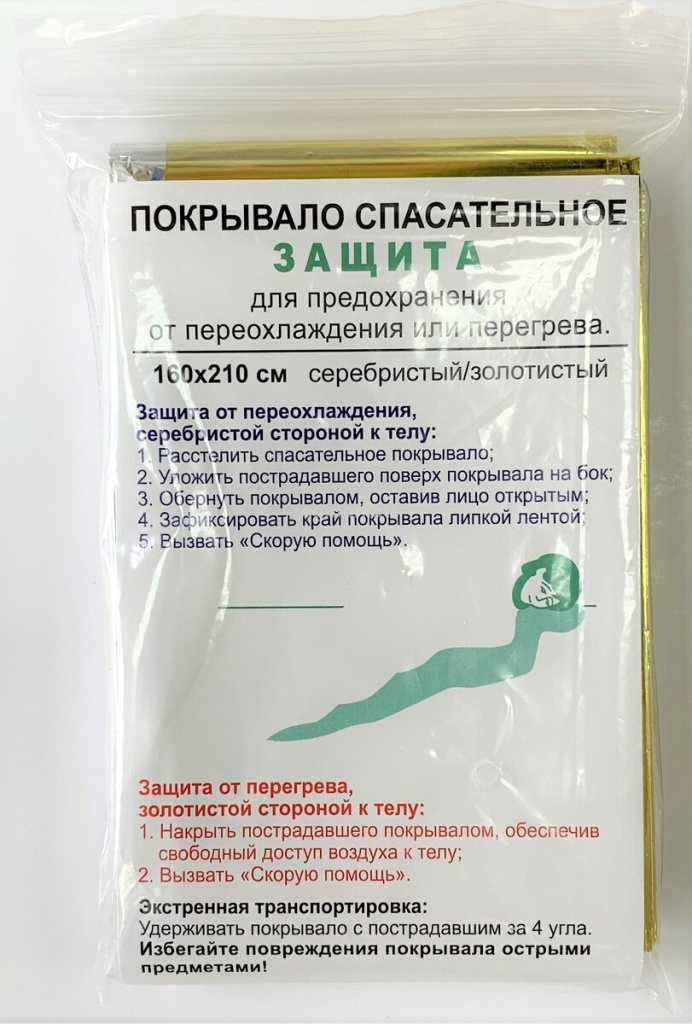 ПОКРЫВАЛО СПАСАТЕЛЬНОЕ
ЗАЩИТА
для предохранения
от переохлаждения или перегрева.
160х210 см серебристый/золотистый
Защита от переохлаждения,
серебристой стороной к телу:
1. Расстелить спасательное покрывало;
2. Уложить пострадавшего поверх покрывала на бок;
3. Обернуть покрывалом, оставив лицо открытым;
4. Зафиксировать край покрывала липкой лентой;
5. Вызвать «Скорую помощь».
Защита от перегрева,
золотистой стороной к телу:
1. Накрыть пострадавшего покрывалом, обеспечив
свободный доступ воздуха к телу;
2. Вызвать «Скорую помощь».
Экстренная транспортировка:
Удерживать покрывало с пострадавшим за 4 угла.
Избегайте повреждения покрывала острыми
предметами!